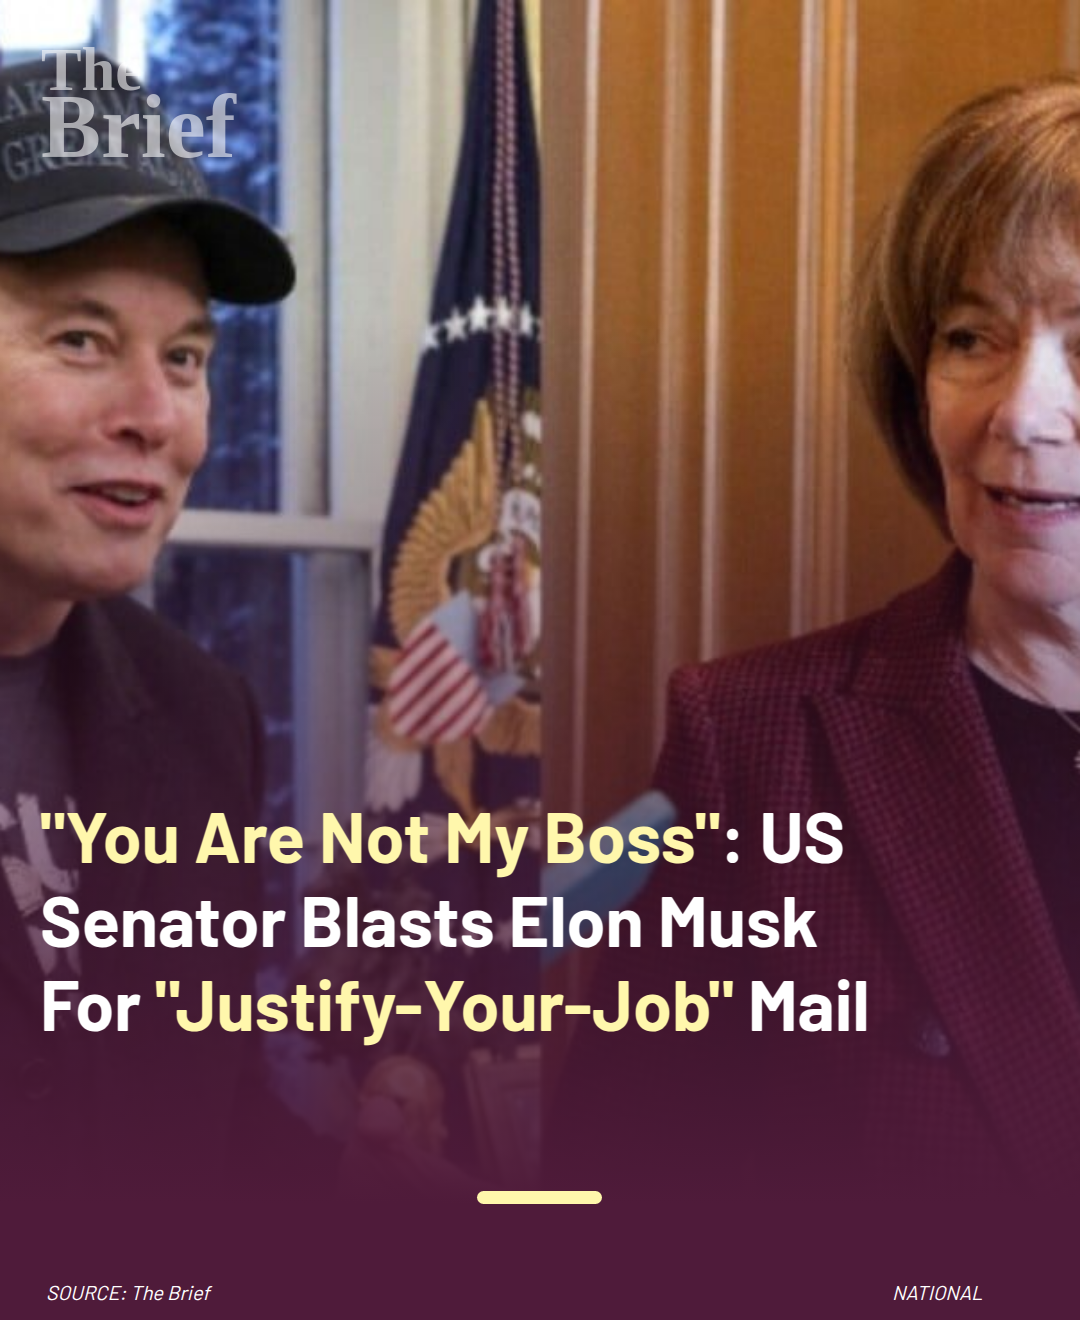 The
Brief
"You Are Not My Boss": US
Senator Blasts Elon Musk
For "Justify-Your-Job" Mail
SOURCE: The Brief
NATIONAL